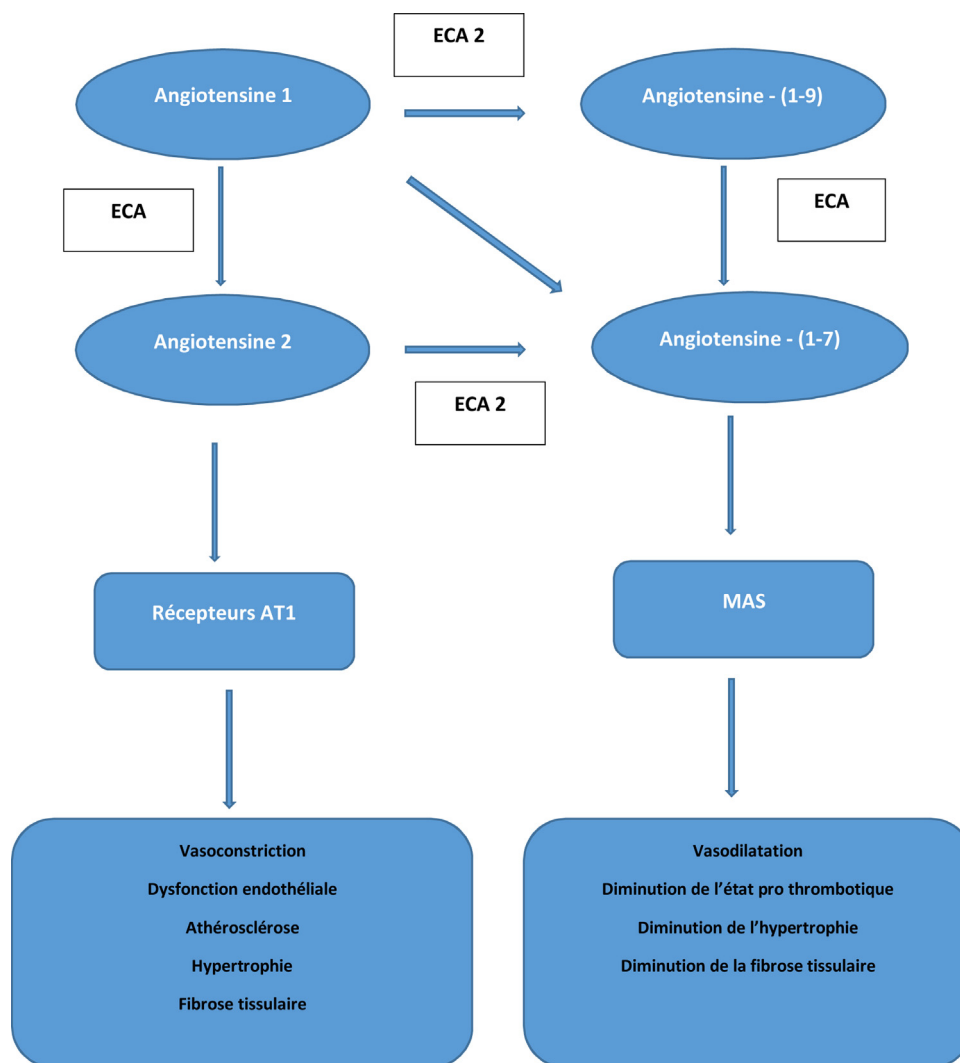 ECA 2
Angiotensine 1
Angiotensine - (1-9)
ECA
ECA
Angiotensine 2
Angiotensine - (1-7)
ECA 2
Récepteurs AT1
MAS
Vasoconstriction
Dysfonction endothéliale
Athérosclérose
Hypertrophie
Fibrose tissulaire
Vasodilatation
Diminution de l’état pro thrombotique
Diminution de l’hypertrophie
Diminution de la fibrose tissulaire